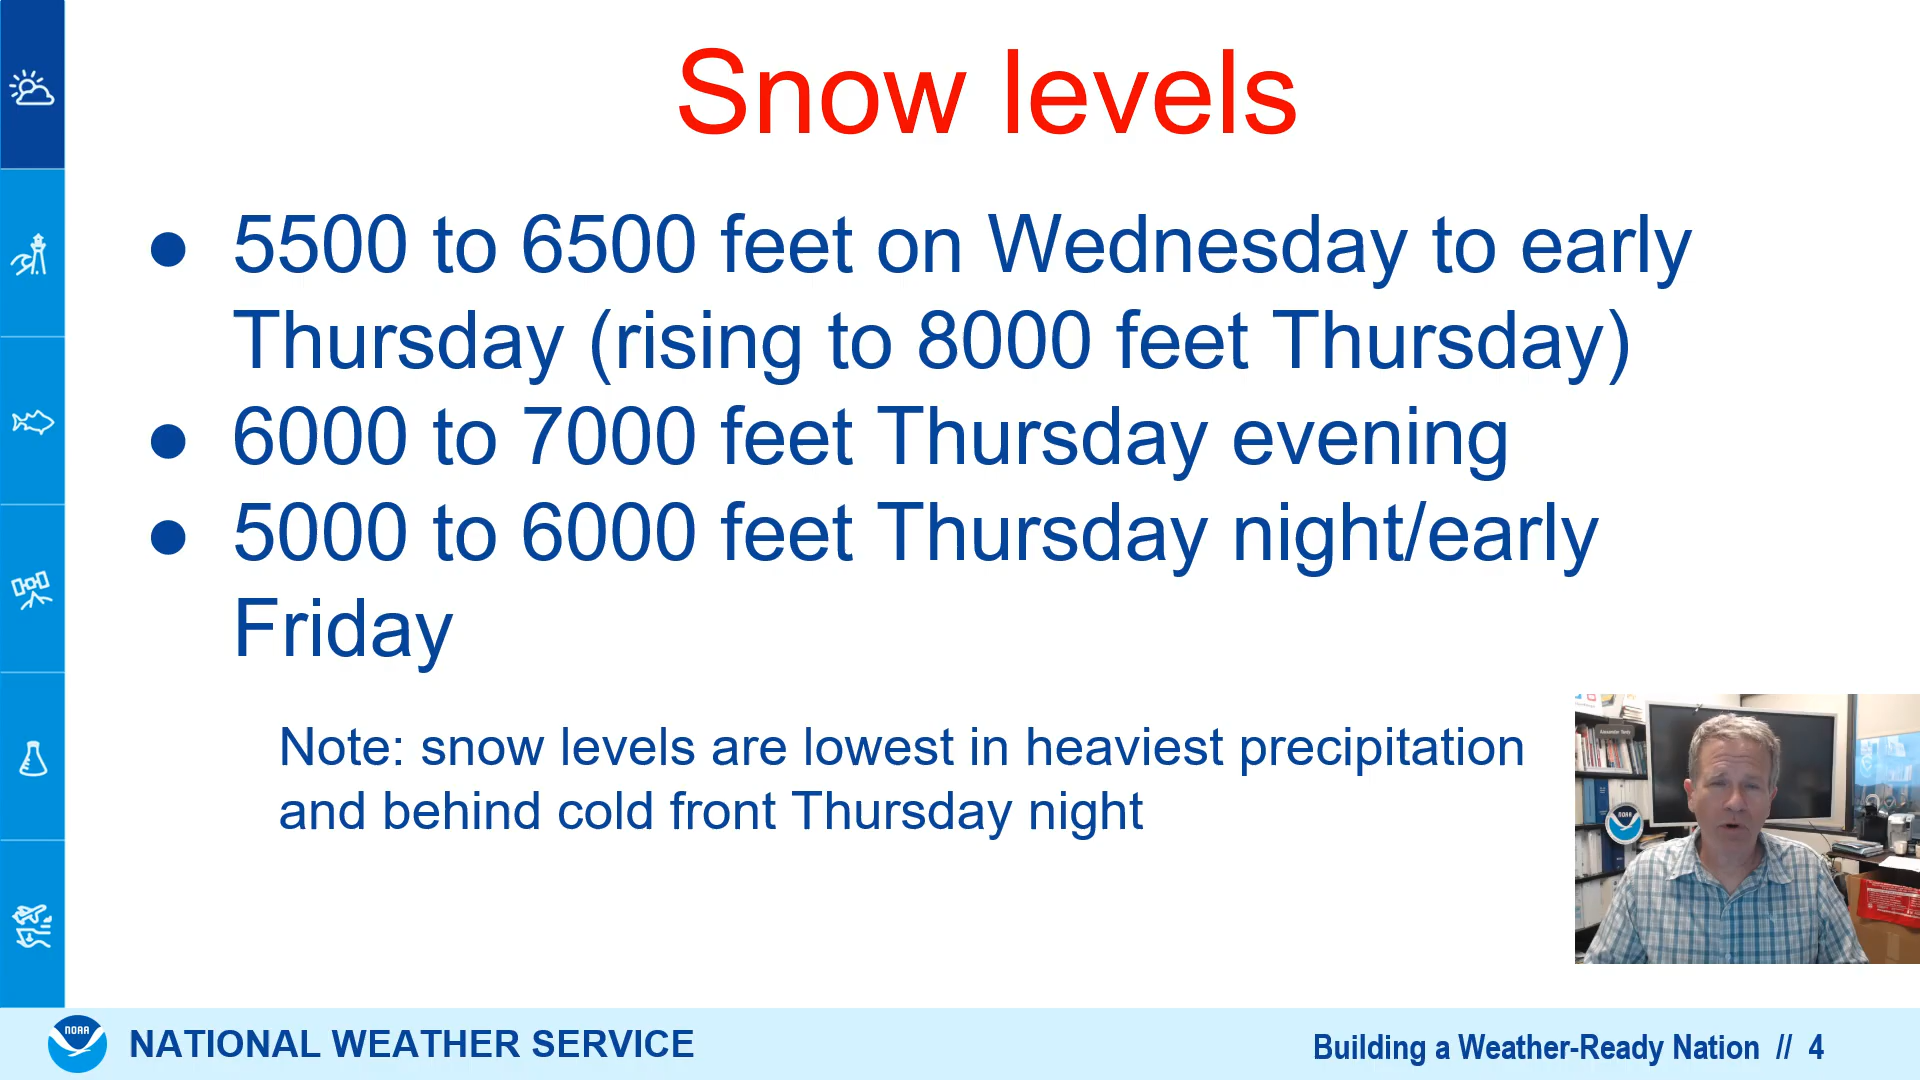 Snow levels
● 5500 to 6500 feet on Wednesday to early
Thursday (rising to 8000 feet Thursday)
● 6000 to 7000 feet Thursday evening
● 5000 to 6000 feet Thursday night/early
Friday
Note: snow levels are lowest in heaviest precipitation
and behind cold front Thursday night
NOAA
NOAA
NATIONAL WEATHER SERVICE
Building a Weather-Ready Nation // 4